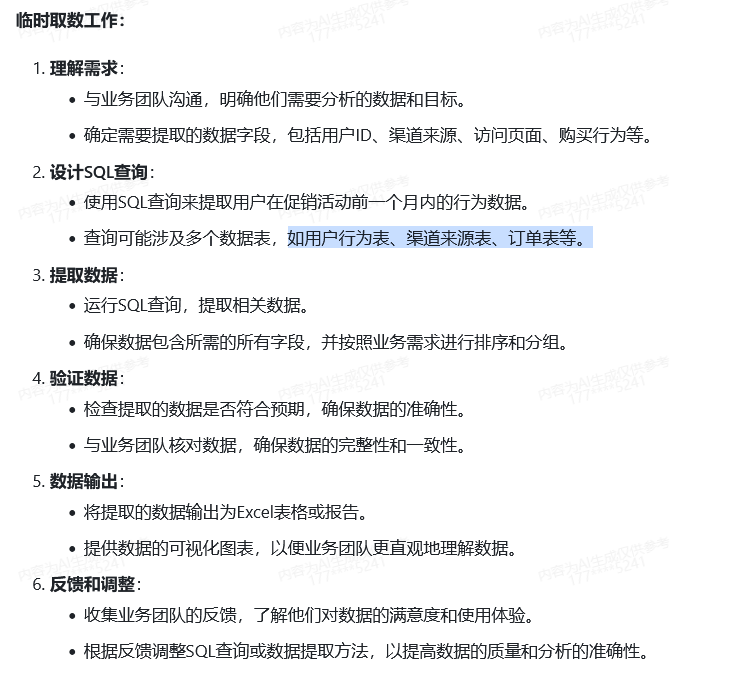 临时取数工作：
1. 理解需求：
• 与业务团队沟通，明确他们需要分析的数据和目标。
• 确定需要提取的数据字段，包括用户ID、渠道来源、访问页面、购买行为等。
2. 设计SQL查询：
• 使用SQL查询来提取用户在促销活动前一个月内的行为数据。
• 查询可能涉及多个数据表，如用户行为表、渠道来源表、订单表等。
3. 提取数据：
• 运行SQL查询，提取相关数据。
• 确保数据包含所需的所有字段，并按照业务需求进行排序和分组。
4. 验证数据：
• 检查提取的数据是否符合预期，确保数据的准确性。
• 与业务团队核对数据，确保数据的完整性和一致性。
5. 数据输出：
• 将提取的数据输出为Excel表格或报告。
• 提供数据的可视化图表，以便业务团队更直观地理解数据。
6. 反馈和调整：
• 收集业务团队的反馈，了解他们对数据的满意度和使用体验。
• 根据反馈调整SQL查询或数据提取方法，以提高数据的质量和分析的准确性。